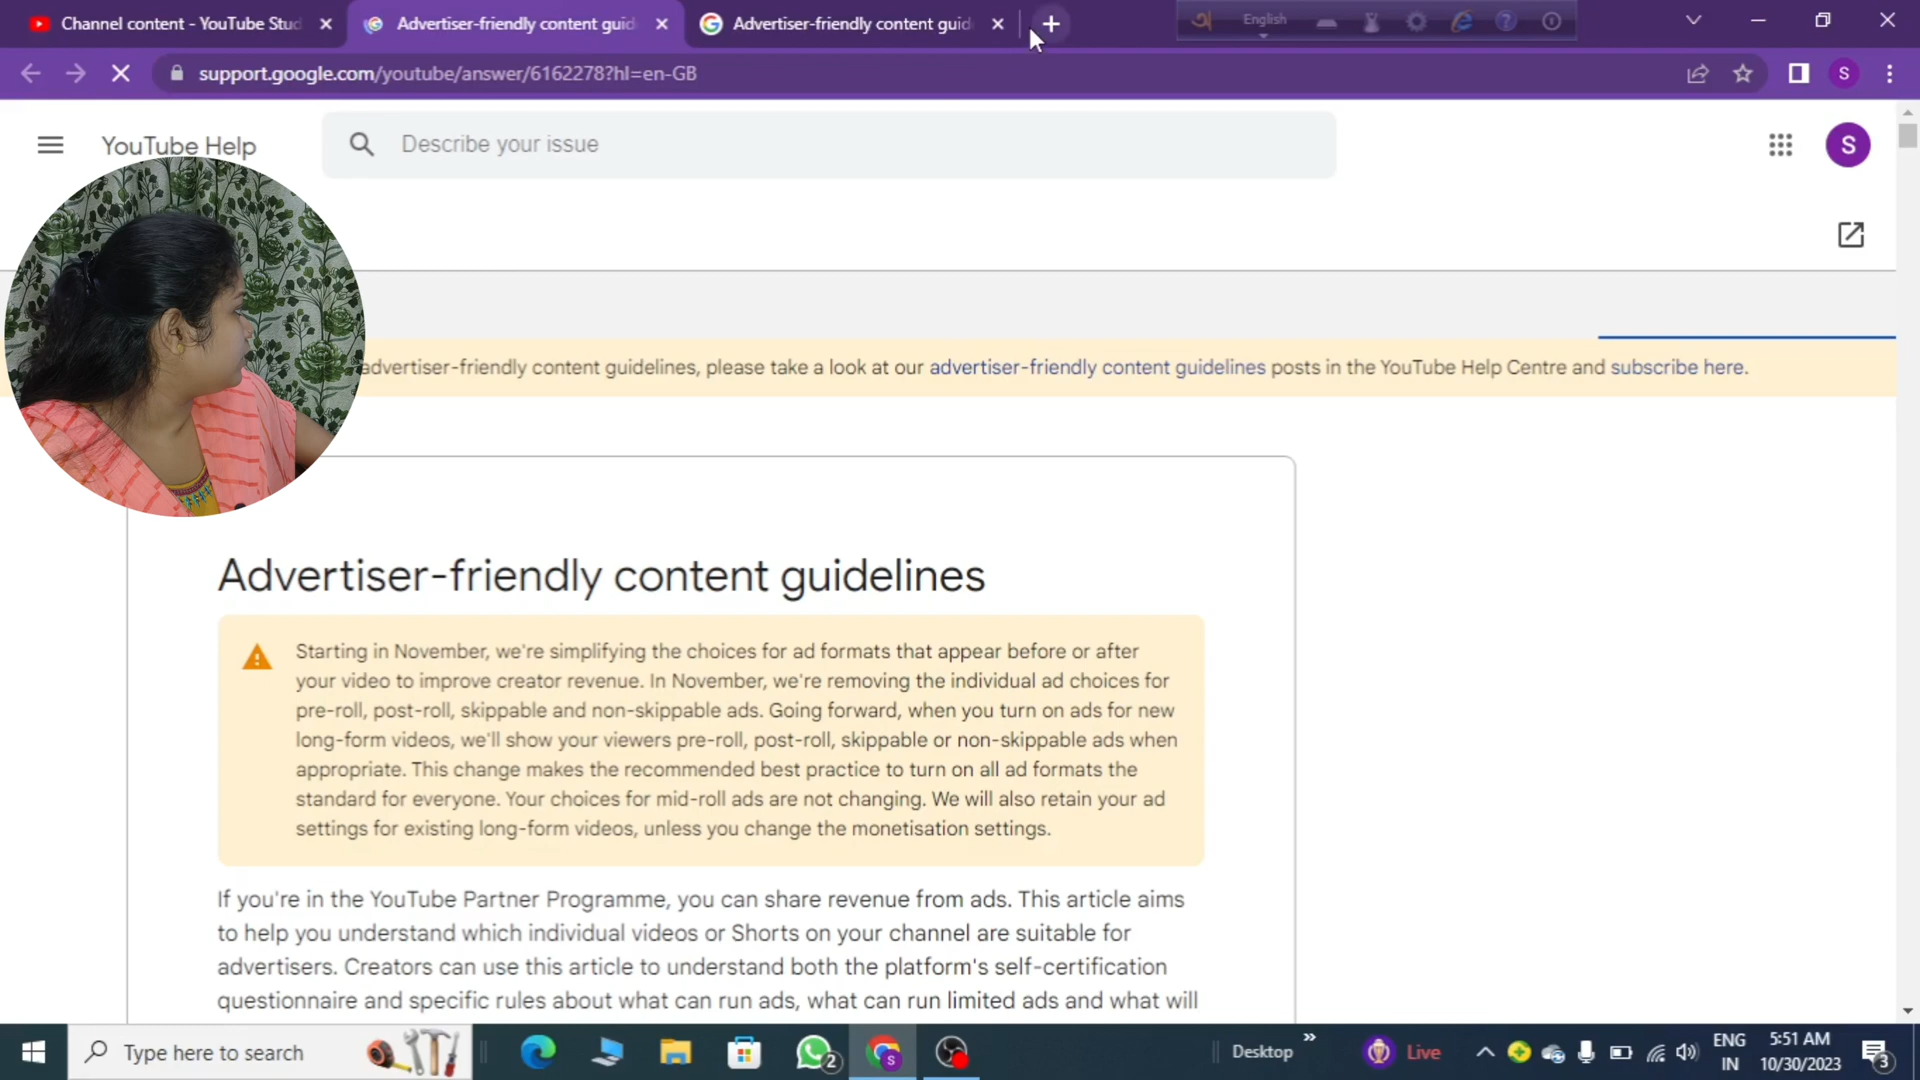 Channel content - YouTube Stud
Advertiser-friendly content guid
Advertiser-friendly content guid
English
support.google.com/youtube/answer/6162278?hl=en-GB
S
YouTube Help
Describe your issue
S
advertiser-friendly content guidelines, please take a look at our advertiser-friendly content guidelines posts in the YouTube Help Centre and subscribe here.
Advertiser-friendly content guidelines
Starting in November, we're simplifying the choices for ad formats that appear before or after
your video to improve creator revenue. In November, we're removing the individual ad choices for
pre-roll, post-roll, skippable and non-skippable ads. Going forward, when you turn on ads for new
long-form videos, we'll show your viewers pre-roll, post-roll, skippable or non-skippable ads when
appropriate. This change makes the recommended best practice to turn on all ad formats the
standard for everyone. Your choices for mid-roll ads are not changing. We will also retain your ad
settings for existing long-form videos, unless you change the monetisation settings.
If you're in the YouTube Partner Programme, you can share revenue from ads. This article aims
to help you understand which individual videos or Shorts on your channel are suitable for
advertisers. Creators can use this article to understand both the platform's self-certification
questionnaire and specific rules about what can run ads, what can run limited ads and what will
Type here to search
2
S
Desktop
Live
ENG
IN
5:51 AM
10/30/2023
3